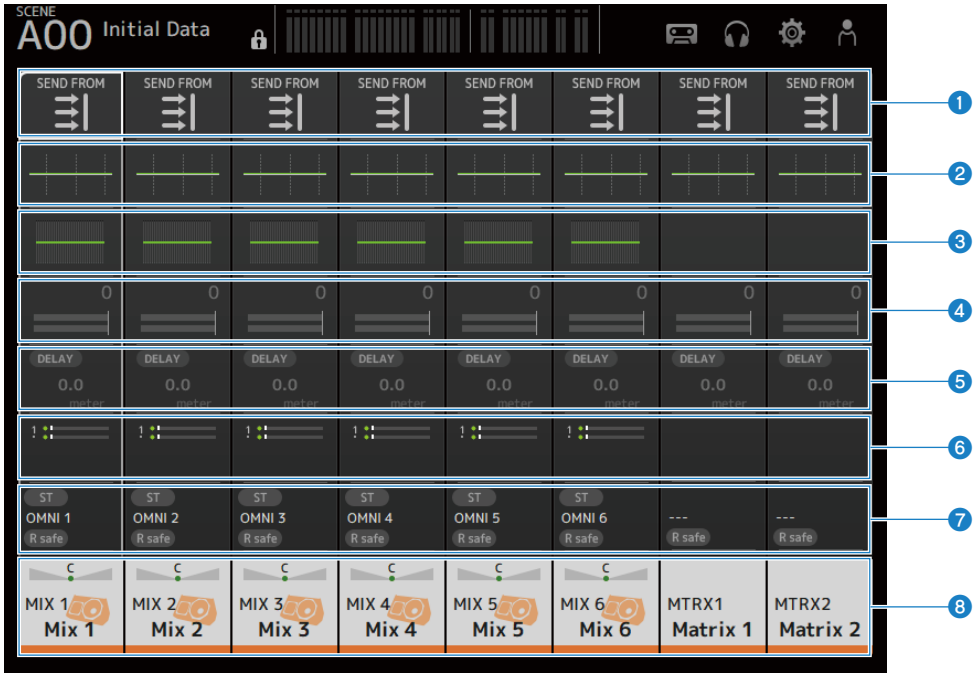 SCENE
A00 Initial Data
SEND FROM SEND FROM SEND FROM SEND FROM SEND FROM SEND FROM SEND FROM SEND FROM
1
2
3
0 0 0 0 0 0 0 0
4
DELAY DELAY DELAY DELAY DELAY DELAY DELAY DELAY
0.0 0.0 0.0 0.0 0.0 0.0 0.0 0.0
5
meter meter meter meter meter meter meter meter
1 1 1 1 1 1
6
ST ST ST ST ST ST
OMNI 1 OMNI 2 OMNI 3 OMNI 4 OMNI 5 OMNI 6 --- ---
7
R safe R safe R safe R safe R safe R safe R safe R safe
C C C C C C
MIX 1 MIX 2 MIX 3 MIX 4 MIX 5 MIX 6 MTRX1 MTRX2
8
Mix 1 Mix 2 Mix 3 Mix 4 Mix 5 Mix 6 Matrix 1 Matrix 2